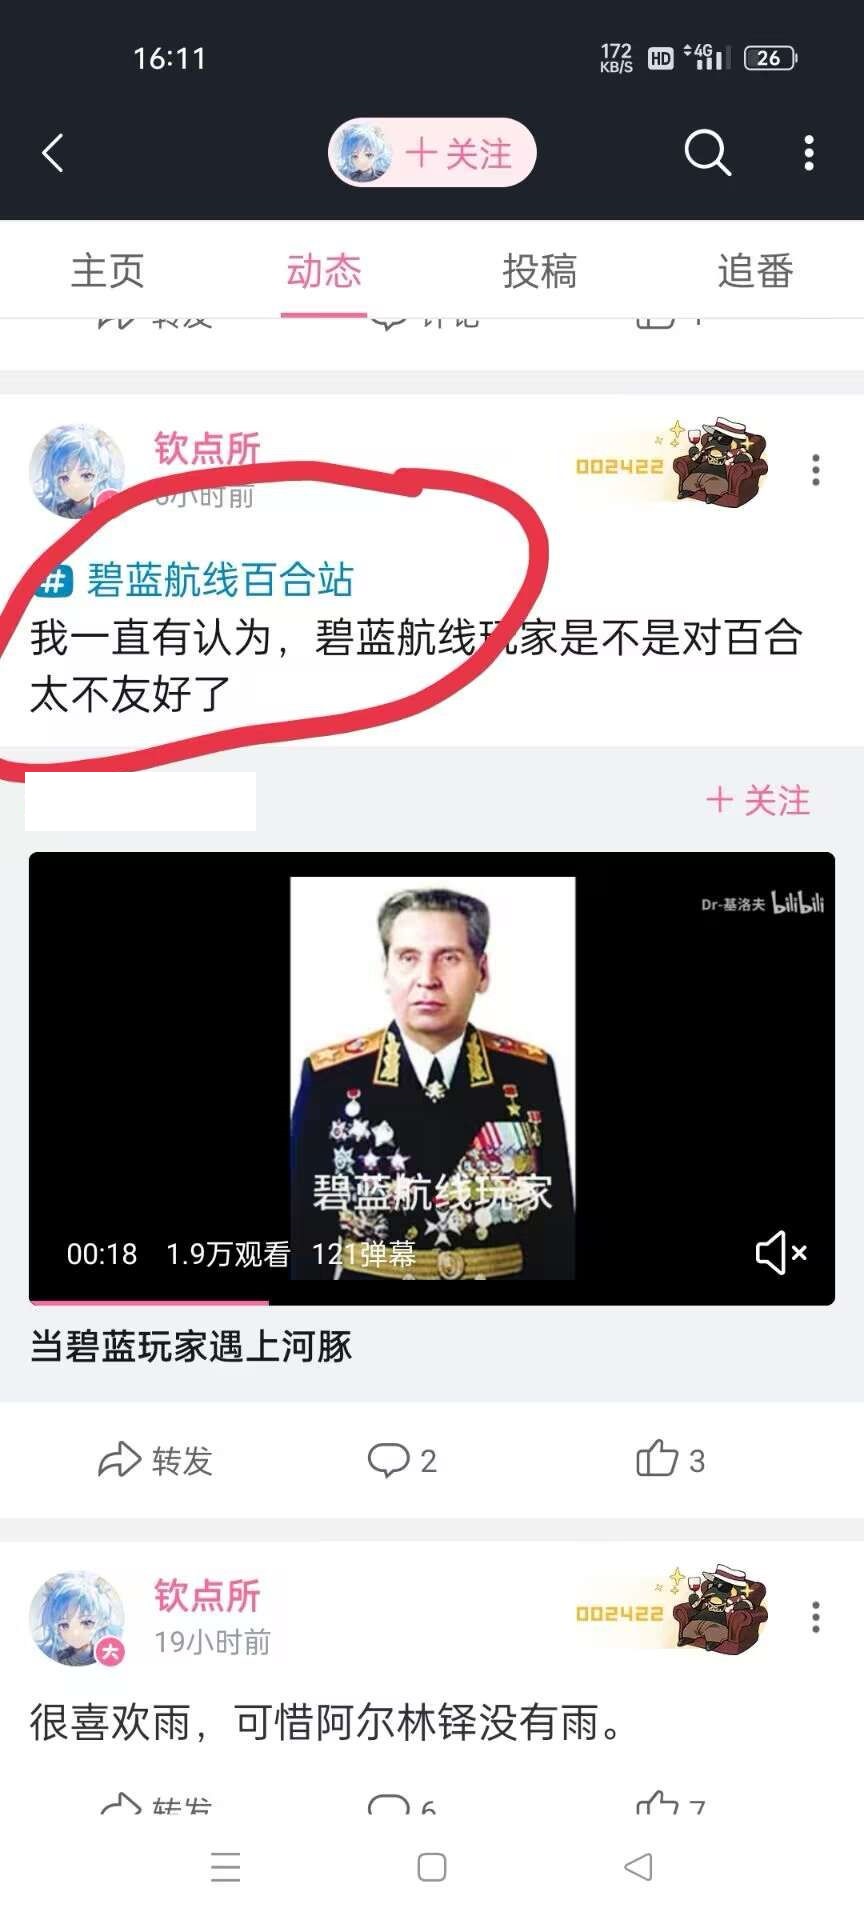 16:11
172 KB/S HD 4G 26
关注
主页 动态 投稿 追番
转发 评论 1
钦点所
小时前
002422
# 碧蓝航线百合站
我一直有认为，碧蓝航线玩家是不是对百合
太不友好了
关注
Dr-基洛夫 bilibili
碧蓝航线玩家
00:18 1.9万观看 121弹幕
当碧蓝玩家遇上河豚
转发 2 3
钦点所
大
19小时前
002422
很喜欢雨，可惜阿尔林铎没有雨。
转发 6 7